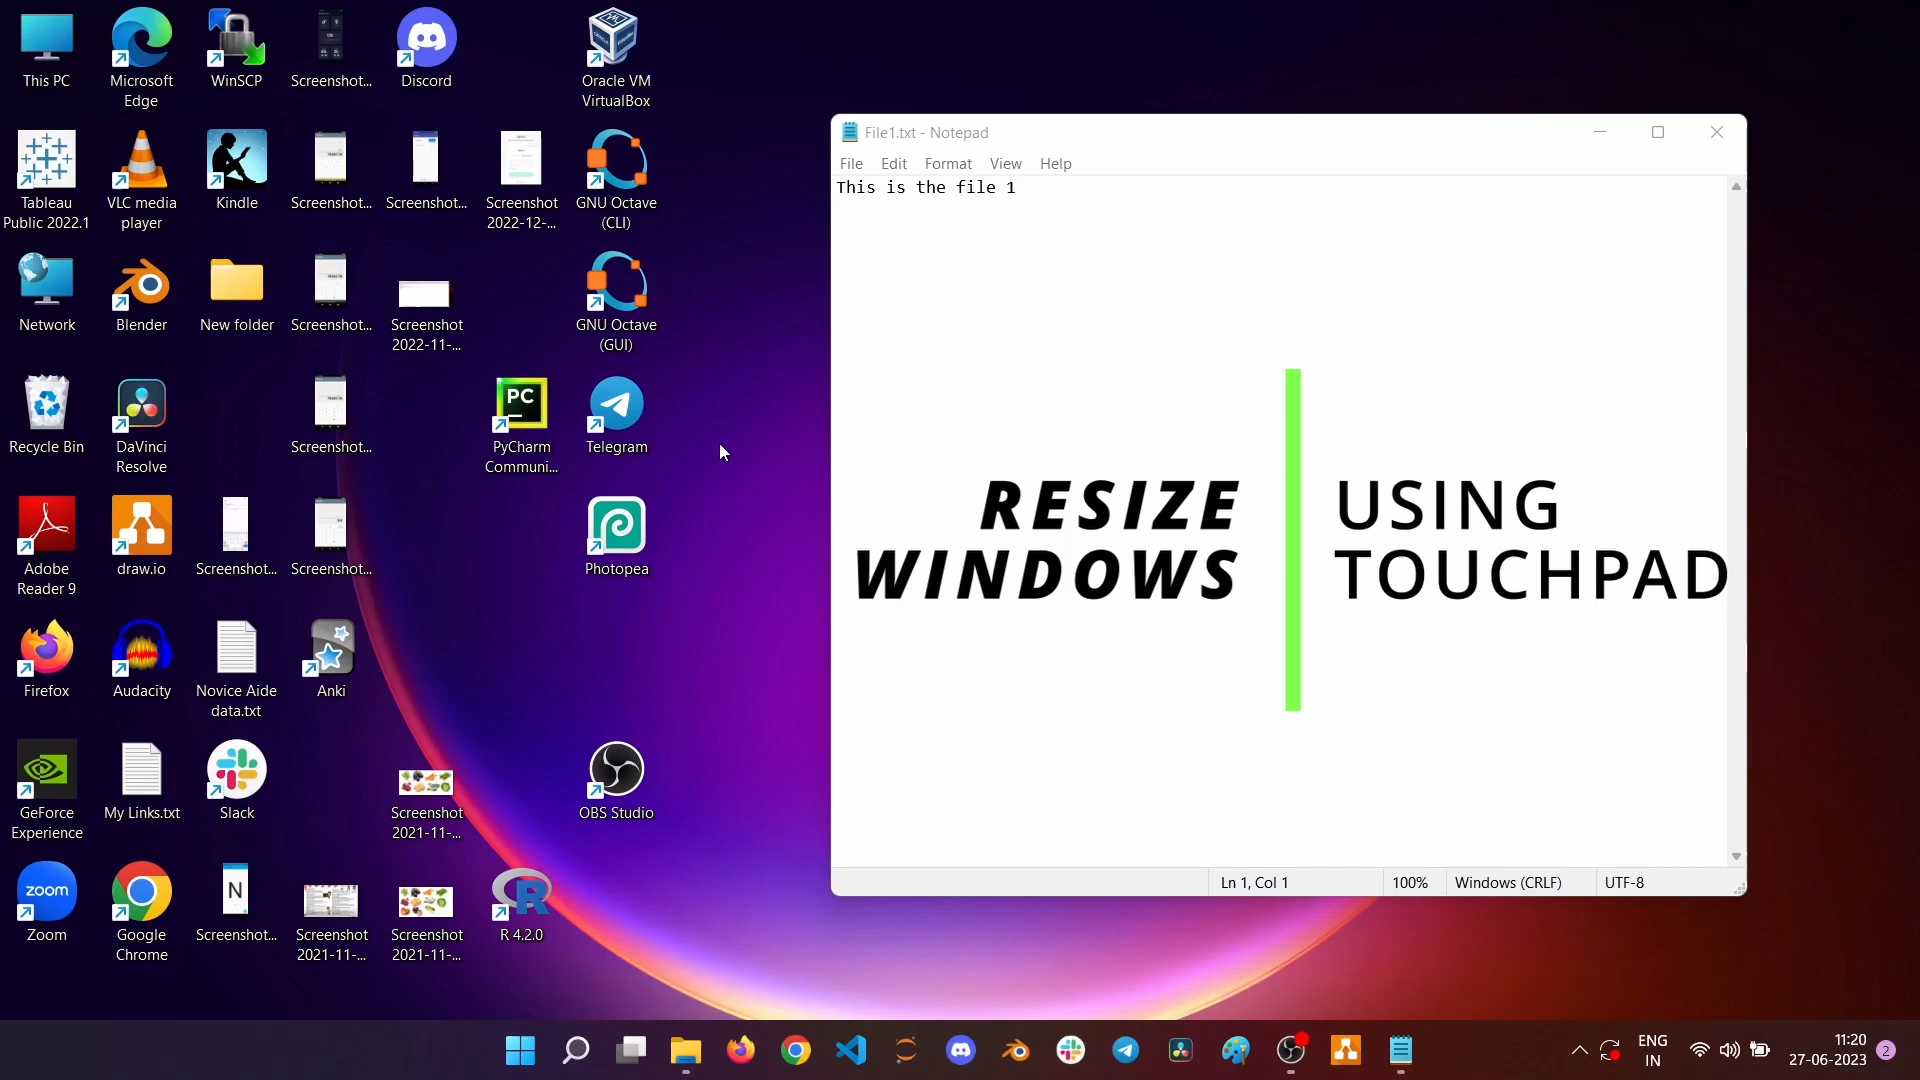 This PC
Microsoft
Edge
WinSCP
Screenshot...
Discord
Oracle VM
VirtualBox
Tableau
Public 2022.1
VLC media
player
Kindle
Screenshot...
Screenshot...
Screenshot
2022-12-...
GNU Octave
(CLI)
Network
Blender
New folder
Screenshot...
Screenshot
2022-11-...
GNU Octave
(GUI)
Recycle Bin
DaVinci
Resolve
Screenshot...
PC
PyCharm
Communi...
Telegram
Adobe
Reader 9
draw.io
Screenshot...
Screenshot...
Photopea
Firefox
Audacity
Novice Aide
data.txt
Anki
GeForce
Experience
My Links.txt
Slack
Screenshot
2021-11-...
OBS Studio
zoom
Zoom
Google
Chrome
N
Screenshot...
Screenshot
2021-11-...
Screenshot
2021-11-...
R
R 4.2.0
File1.txt - Notepad
File Edit Format View Help
This is the file 1
RESIZE
WINDOWS
USING
TOUCHPAD
Ln 1, Col 1 100% Windows (CRLF) UTF-8
ENG
IN
11:20
27-06-2023
2